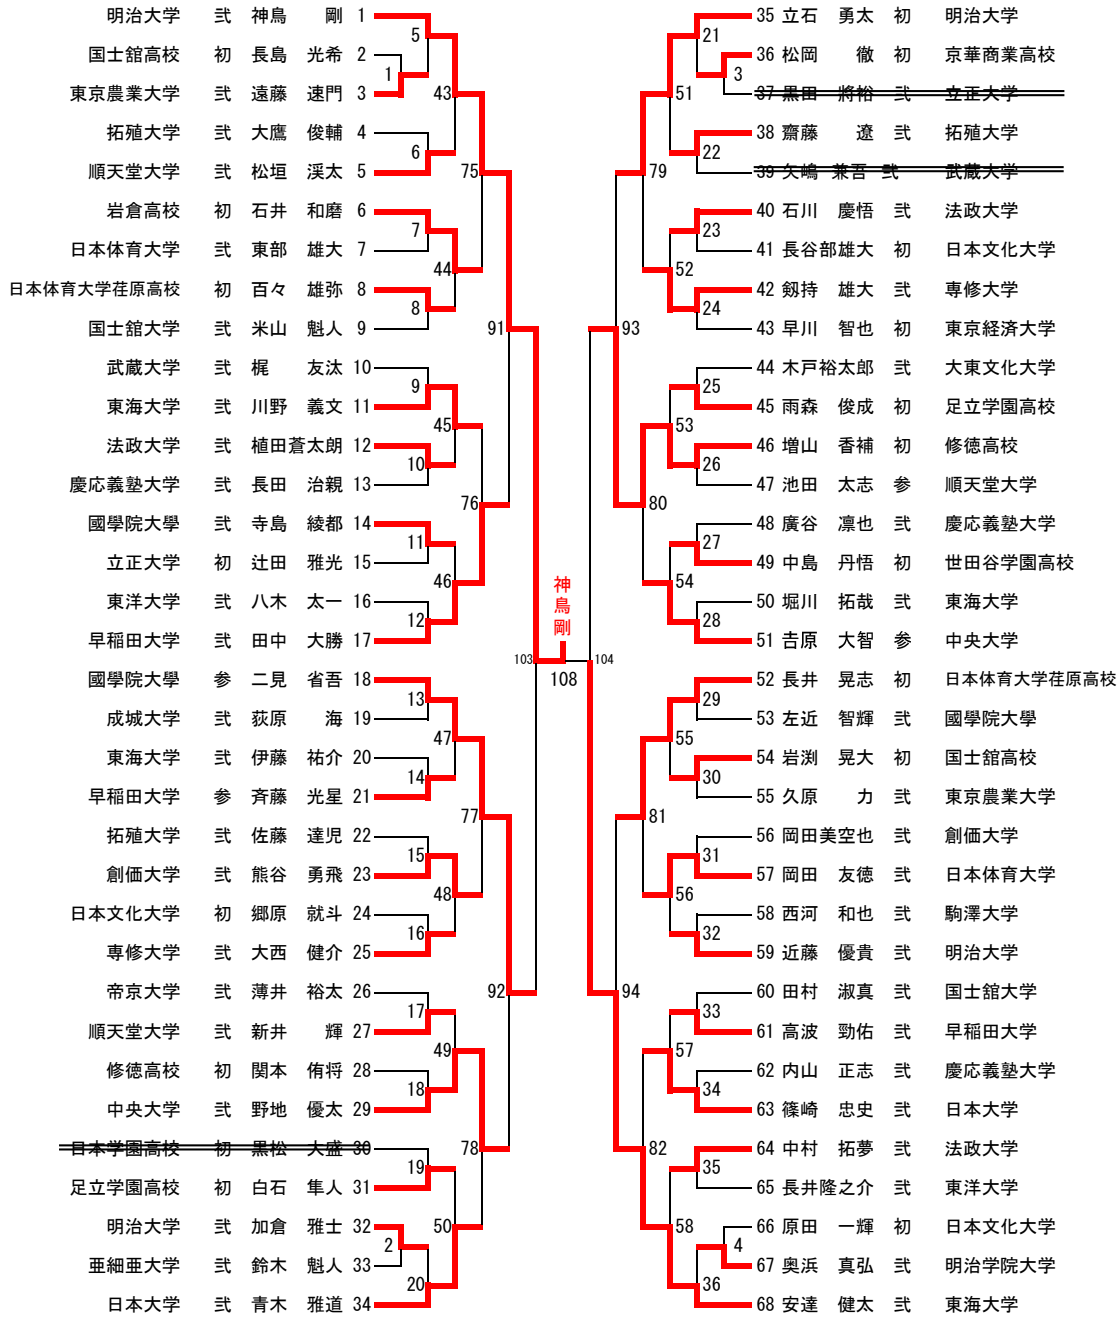 明治大学 弐 神鳥 剛 1
国士舘高校 初 長島 光希 2
東京農業大学 弐 遠藤 速門 3
拓殖大学 弐 大鷹 俊輔 4
順天堂大学 弐 松垣 渓太 5
岩倉高校 初 石井 和磨 6
日本体育大学 弐 東部 雄大 7
日本体育大学荏原高校 初 百々 雄弥 8
国士舘大学 弐 米山 魁人 9
武蔵大学 弐 梶 友汰 10
東海大学 弐 川野 義文 11
法政大学 弐 植田蒼太朗 12
慶応義塾大学 弐 長田 治親 13
國學院大學 弐 寺島 綾都 14
立正大学 初 辻田 雅光 15
東洋大学 弐 八木 太一 16
早稲田大学 弐 田中 大勝 17
國學院大學 参 二見 省吾 18
成城大学 弐 荻原 海 19
東海大学 弐 伊藤 祐介 20
早稲田大学 参 斉藤 光星 21
拓殖大学 弐 佐藤 達児 22
創価大学 弐 熊谷 勇飛 23
日本文化大学 初 郷原 就斗 24
専修大学 弐 大西 健介 25
帝京大学 弐 薄井 裕太 26
順天堂大学 弐 新井 輝 27
修徳高校 初 関本 侑将 28
中央大学 弐 野地 優太 29
日本学園高校 初 黒松 大盛 30
足立学園高校 初 白石 隼人 31
明治大学 弐 加倉 雅士 32
亜細亜大学 弐 鈴木 魁人 33
日本大学 弐 青木 雅道 34
5
1
43
6
75
7
44
8
91
9
45
10
76
11
46
12
103
13
47
14
77
15
48
16
92
17
49
18
78
19
50
2
20
神鳥剛
108
104
21
3
51
22
79
23
52
24
93
25
53
26
80
27
54
28
29
55
30
81
31
56
32
94
33
57
34
82
35
58
4
36
35 立石 勇太 初 明治大学
36 松岡 徹 初 京華商業高校
37 黒田 將裕 弐 立正大学
38 齋藤 遼 弐 拓殖大学
39 矢嶋 兼吾 弐 武蔵大学
40 石川 慶悟 弐 法政大学
41 長谷部雄大 初 日本文化大学
42 剱持 雄大 弐 専修大学
43 早川 智也 初 東京経済大学
44 木戸裕太郎 弐 大東文化大学
45 雨森 俊成 初 足立学園高校
46 増山 香補 初 修徳高校
47 池田 太志 参 順天堂大学
48 廣谷 凛也 弐 慶応義塾大学
49 中島 丹悟 初 世田谷学園高校
50 堀川 拓哉 弐 東海大学
51 吉原 大智 参 中央大学
52 長井 晃志 初 日本体育大学荏原高校
53 左近 智輝 弐 國學院大學
54 岩渕 晃大 初 国士舘高校
55 久原 力 弐 東京農業大学
56 岡田美空也 弐 創価大学
57 岡田 友徳 弐 日本体育大学
58 西河 和也 弐 駒澤大学
59 近藤 優貴 弐 明治大学
60 田村 淑真 弐 国士舘大学
61 高波 勁佑 弐 早稲田大学
62 内山 正志 弐 慶応義塾大学
63 篠崎 忠史 弐 日本大学
64 中村 拓夢 弐 法政大学
65 長井隆之介 弐 東洋大学
66 原田 一輝 初 日本文化大学
67 奥浜 真弘 弐 明治学院大学
68 安達 健太 弐 東海大学